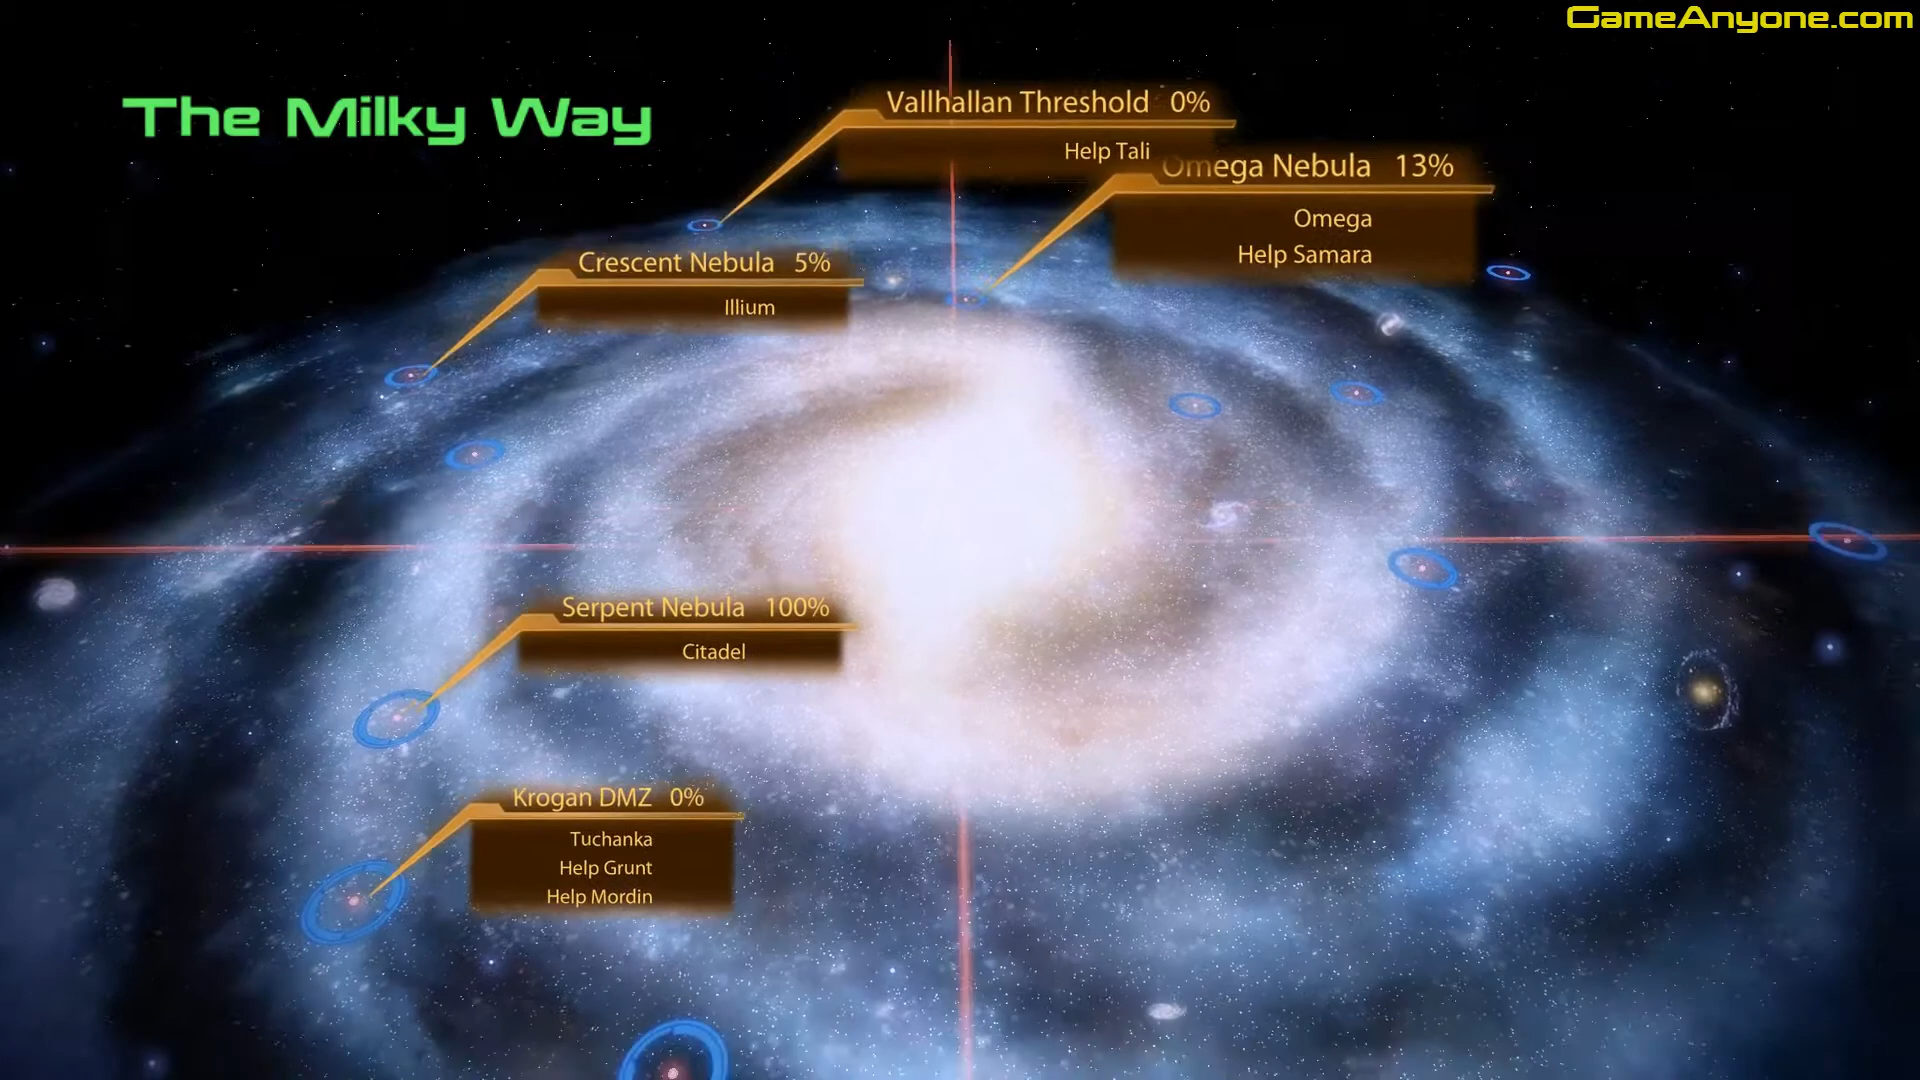 GameAnyone.com
The Milky Way
Vallhallan Threshold 0%
Help Tali
Omega Nebula 13%
Omega
Help Samara
Crescent Nebula 5%
Illium
Serpent Nebula 100%
Citadel
Krogan DMZ 0%
Tuchanka
Help Grunt
Help Mordin